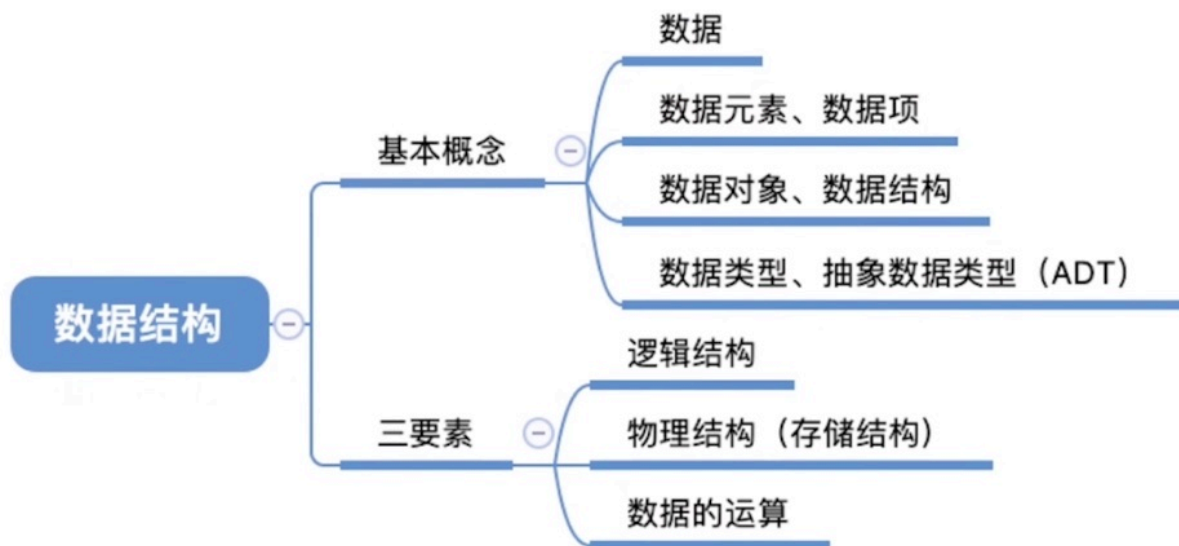 数据结构
基本概念
数据
数据元素、数据项
数据对象、数据结构
数据类型、抽象数据类型（ADT）
三要素
逻辑结构
物理结构（存储结构）
数据的运算